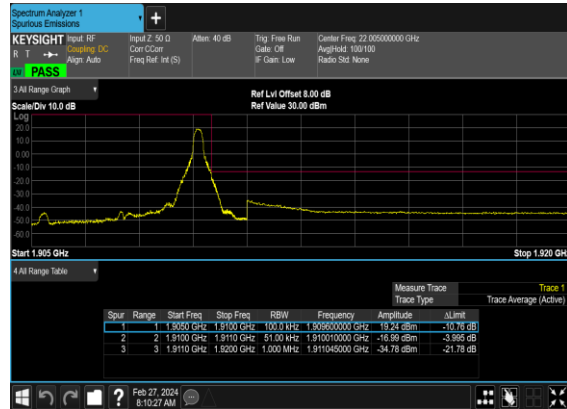 Spectrum Analyzer 1
Spurious Emissions
+
KEYSIGHT Input: RF Input Z: 50 Ω Atten: 40 dB Trig: Free Run Center Freq: 22.005000000 GHz
R T Coupling: DC Corr CCorr Gate: Off Avg|Hold: 100/100
Align: Auto Freq Ref: Int (S) IF Gain: Low Radio Std: None
PASS
3 All Range Graph
Ref Lvl Offset 8.00 dB
Scale/Div 10.0 dB Ref Value 30.00 dBm
Log
20.0
10.0
0.00
-10.0
-20.0
-30.0
-40.0
-50.0
-60.0
Start 1.905 GHz Stop 1.920 GHz
4 All Range Table
Measure Trace Trace 1
Trace Type Trace Average (Active)
Spur Range Start Freq Stop Freq RBW Frequency Amplitude ΔLimit
1 1 1.9050 GHz 1.9100 GHz 100.0 kHz 1.909600000 GHz 19.24 dBm -10.76 dB
2 2 1.9100 GHz 1.9110 GHz 51.00 kHz 1.910010000 GHz -16.99 dBm -3.995 dB
3 3 1.9110 GHz 1.9200 GHz 1.000 MHz 1.911045000 GHz -34.78 dBm -21.78 dB
? Feb 27, 2024
8:10:27 AM